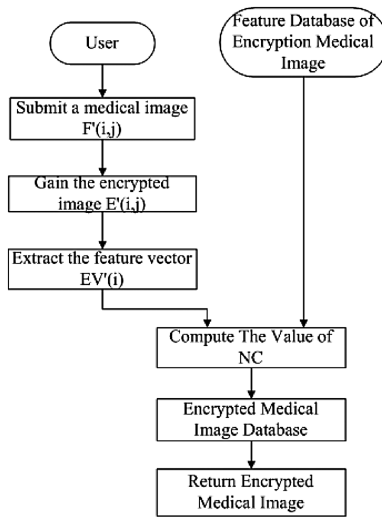 User
Feature Database of
Encryption Medical
Image
Submit a medical image
F'(i,j)
Gain the encrypted
image E'(i,j)
Extract the feature vector
EV'(i)
Compute The Value of
NC
Encrypted Medical
Image Database
Return Encrypted
Medical Image